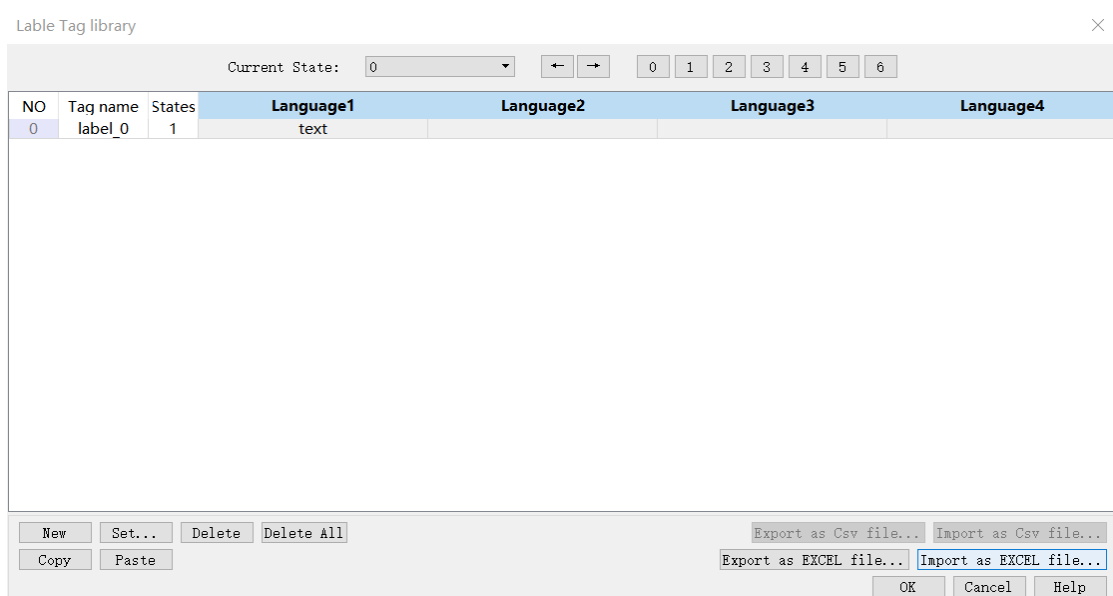 Lable Tag library
Current State: 0 ← → 0 1 2 3 4 5 6
NO Tag name States Language1 Language2 Language3 Language4
0 label_0 1 text
New Set... Delete Delete All Export as Csv file... Import as Csv file...
Copy Paste Export as EXCEL file... Import as EXCEL file...
OK Cancel Help